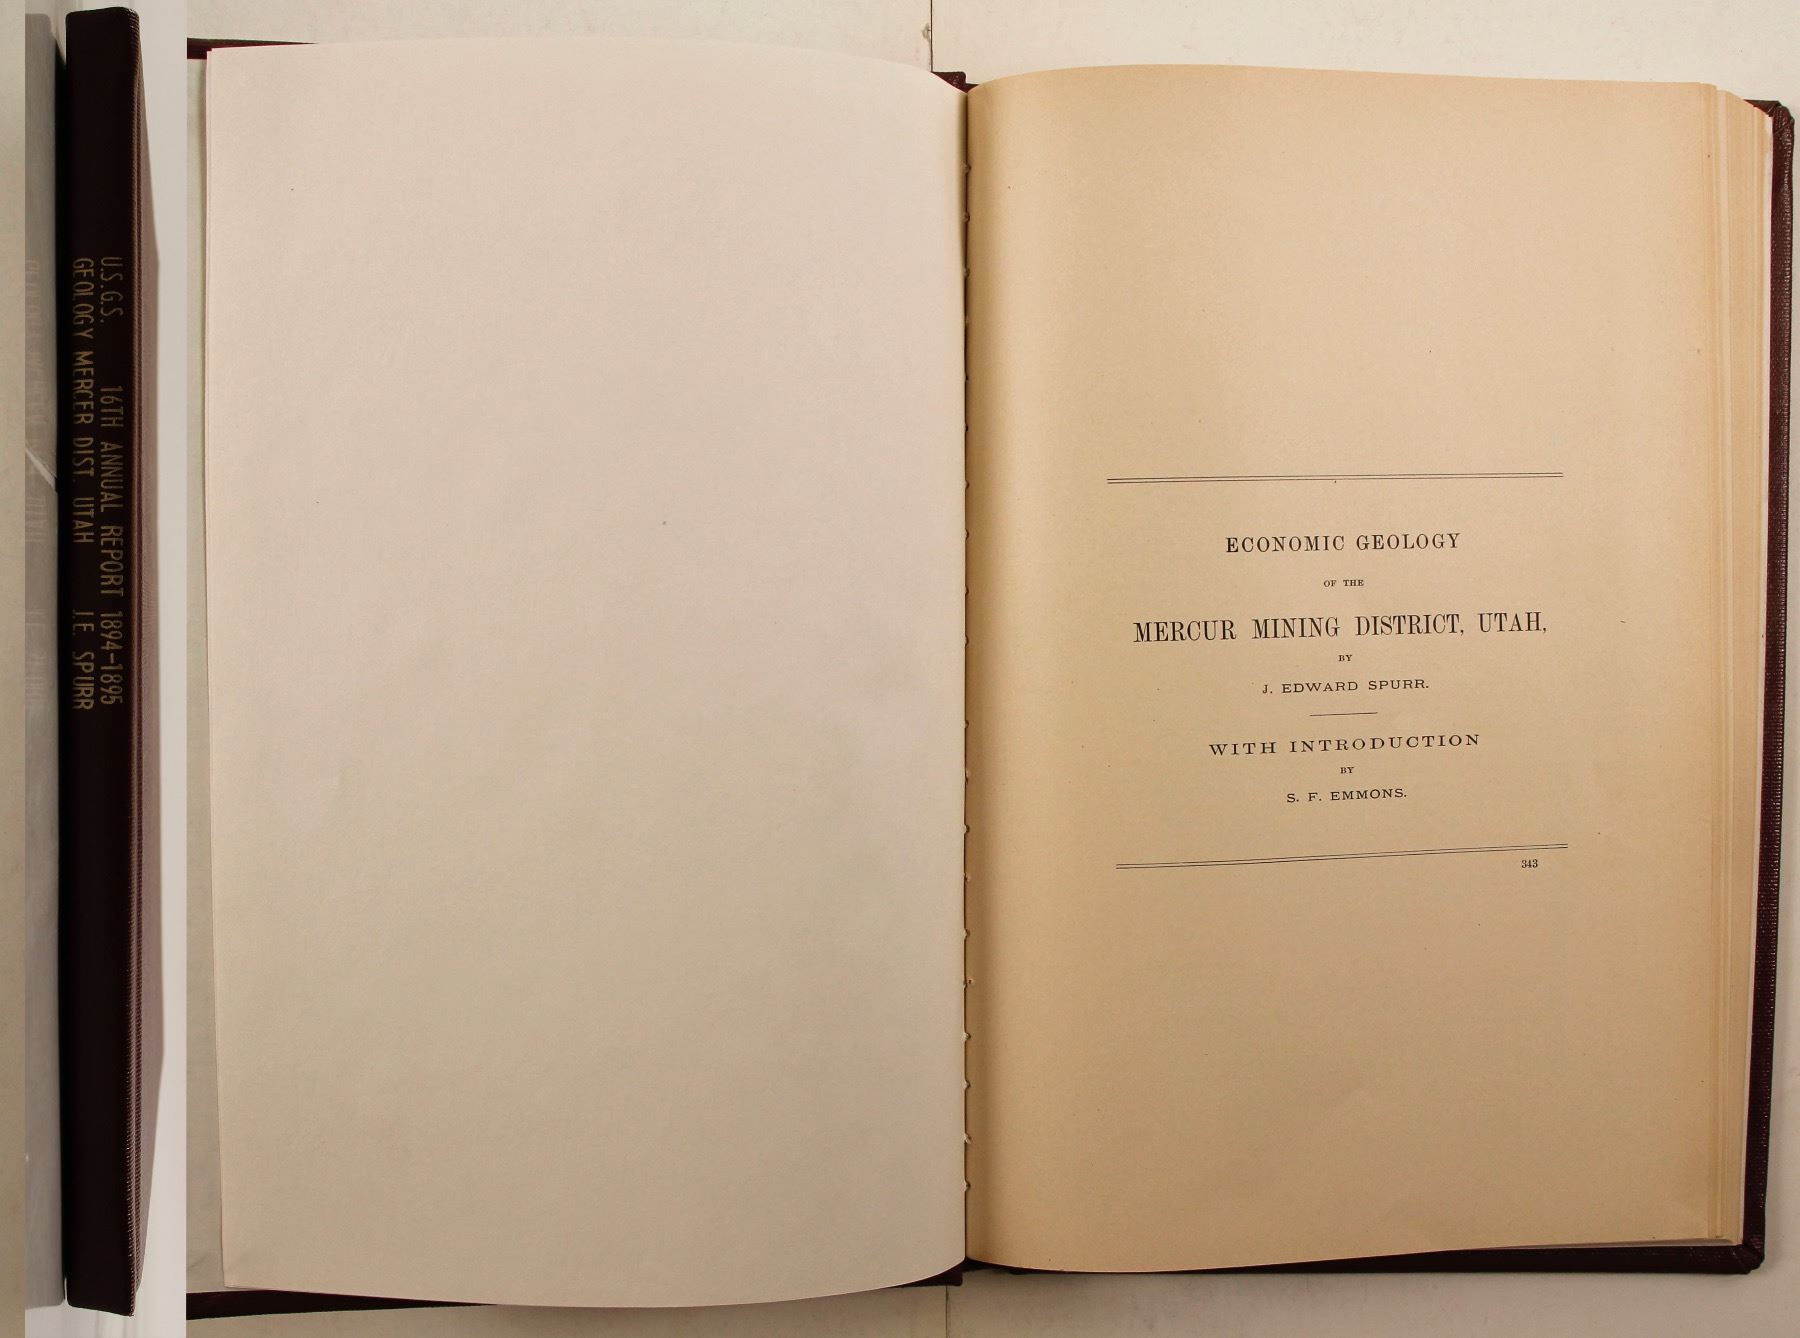 U.S.G.S. 16TH ANNUAL REPORT 1894-1895
GEOLOGY MERCER DIST. UTAH J.E. SPURR
ECONOMIC GEOLOGY
OF THE
MERCUR MINING DISTRICT, UTAH,
BY
J. EDWARD SPURR.
WITH INTRODUCTION
BY
S. F. EMMONS.
343